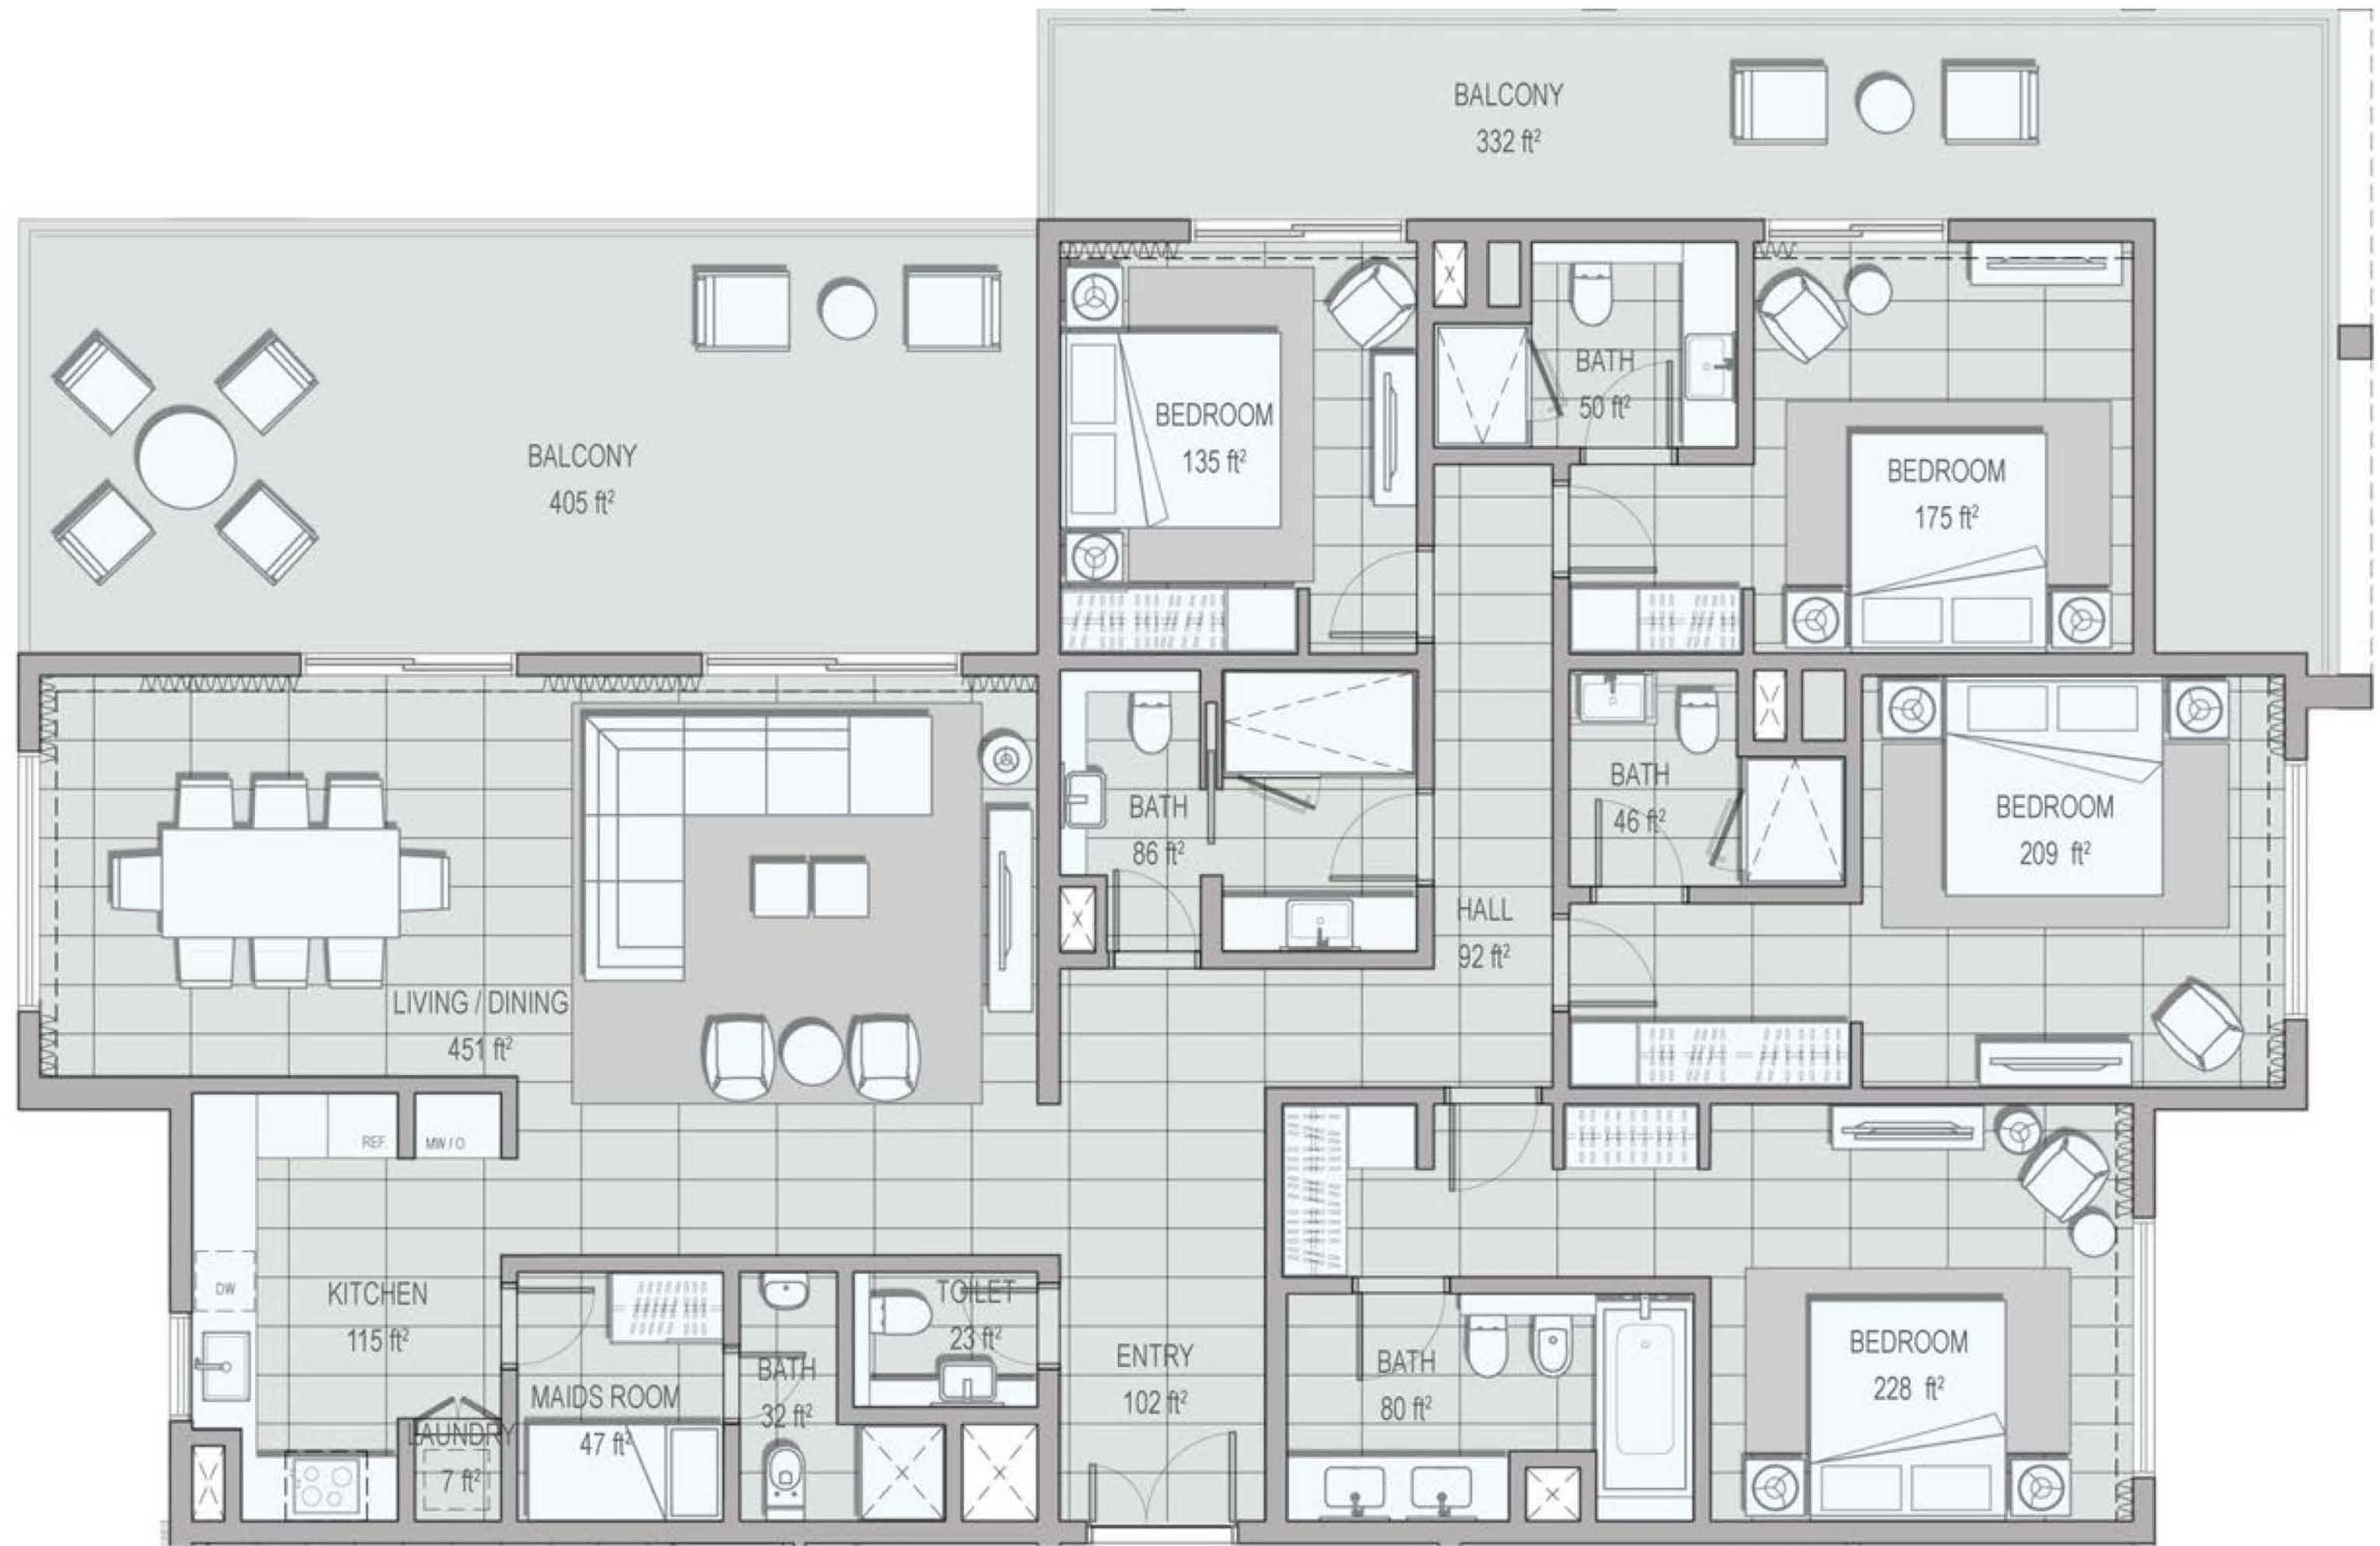 BALCONY
332 ft²
BALCONY
405 ft²
BEDROOM
135 ft²
BATH
50 ft²
BEDROOM
175 ft²
BATH
86 ft²
BATH
46 ft²
BEDROOM
209 ft²
HALL
92 ft²
LIVING / DINING
451 ft²
REF.
MW / O
DW
KITCHEN
115 ft²
LAUNDRY
7 ft²
MAIDS ROOM
47 ft²
BATH
32 ft²
TOILET
23 ft²
ENTRY
102 ft²
BATH
80 ft²
BEDROOM
228 ft²